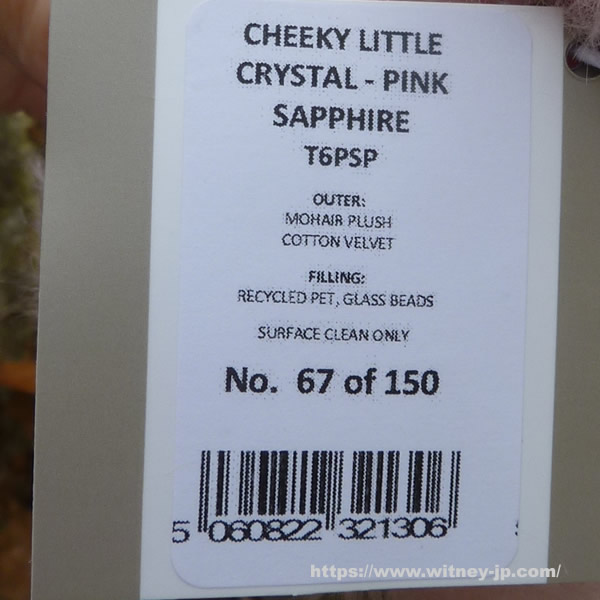 CHEEKY LITTLE
CRYSTAL - PINK
SAPPHIRE
T6PSP
OUTER:
MOHAIR PLUSH
COTTON VELVET
FILLING:
RECYCLED PET, GLASS BEADS
SURFACE CLEAN ONLY
No. 67 of 150
5 060822 321306
https://www.witney-jp.com/